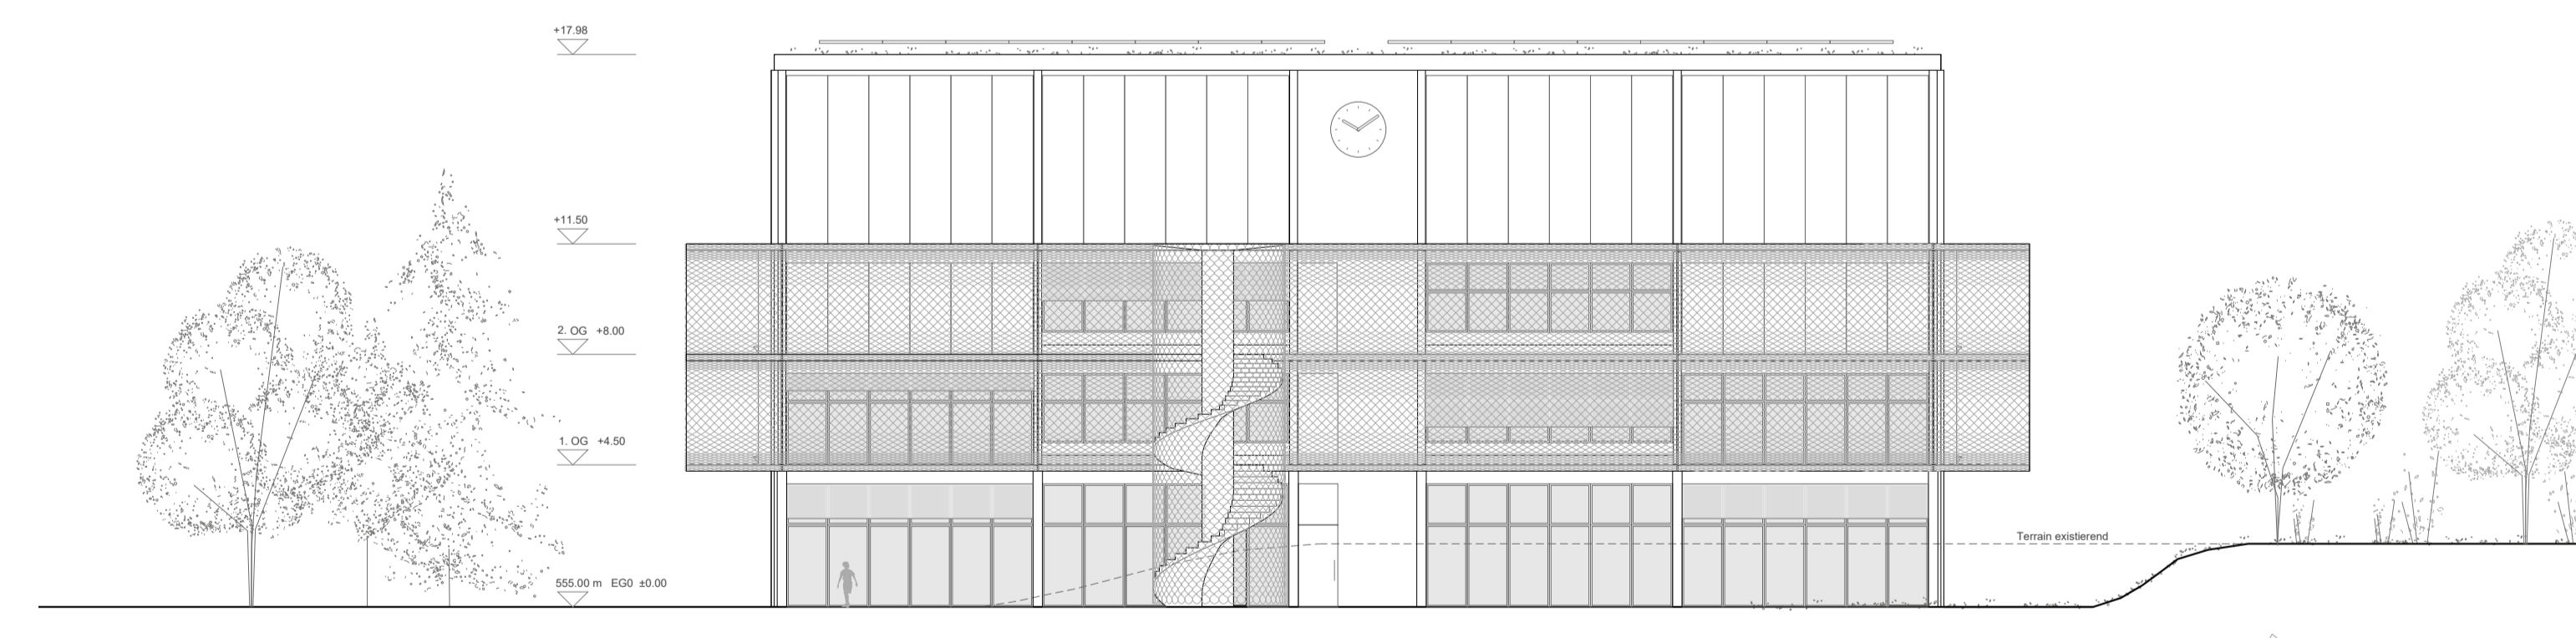 +17.98
+11.50
2. OG +8.00
1. OG +4.50
Terrain existierend
555.00 m EG0 ±0.00